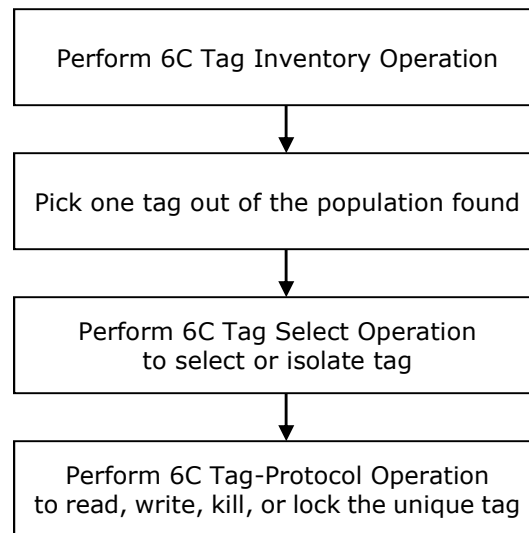 Perform 6C Tag Inventory Operation
Pick one tag out of the population found
Perform 6C Tag Select Operation
to select or isolate tag
Perform 6C Tag-Protocol Operation
to read, write, kill, or lock the unique tag